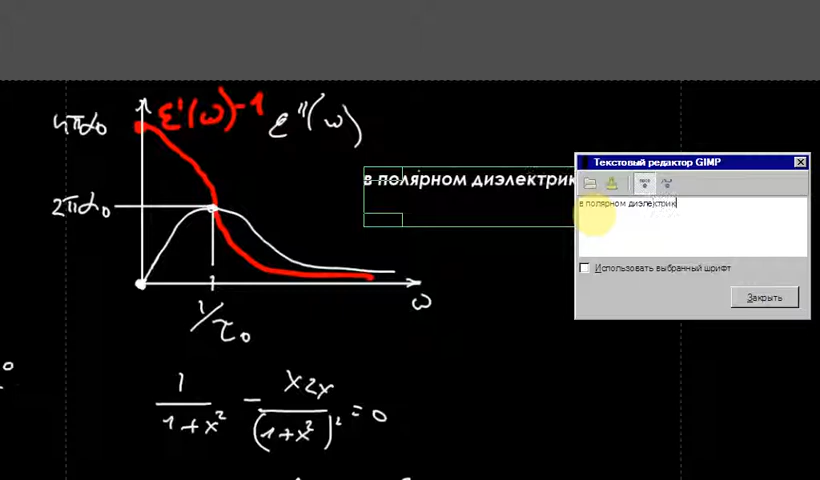 4πα₀
ε'(ω)-1
ε''(ω)
в полярном диэлектрик
Текстовый редактор GIMP
в полярном диэлектрик
2πα₀
Использовать выбранный шрифт
Закрыть
ω
1/τ₀
1/(1+x²) - x2x/(1+x²)² = 0